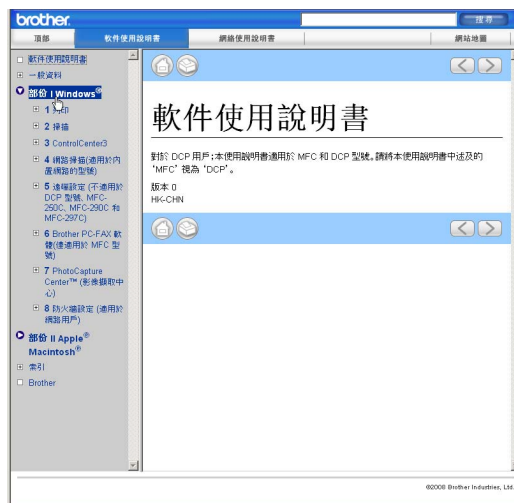 brother.
搜尋
頂部
軟件使用說明書
網絡使用說明書
網站地圖
軟件使用說明書
一般資料
部份 I Windows®
1 列印
2 掃描
3 ControlCenter3
4 網路掃描(適用於內
置網路的型號)
5 遠端設定 (不適用於
DCP 型號、MFC-
250C、MFC-290C 和
MFC-297C)
6 Brother PC-FAX 軟
體(僅適用於 MFC 型
號)
7 PhotoCapture
Center™ (影像擷取中
心)
8 防火牆設定 (適用於
網路用戶)
部份 II Apple®
Macintosh®
索引
Brother
軟件使用說明書
對於 DCP 用戶;本使用說明書適用於 MFC 和 DCP 型號。請將本使用說明書中述及的
‘MFC’ 視為 ‘DCP’。
版本 0
HK-CHN
©2008 Brother Industries, Ltd.